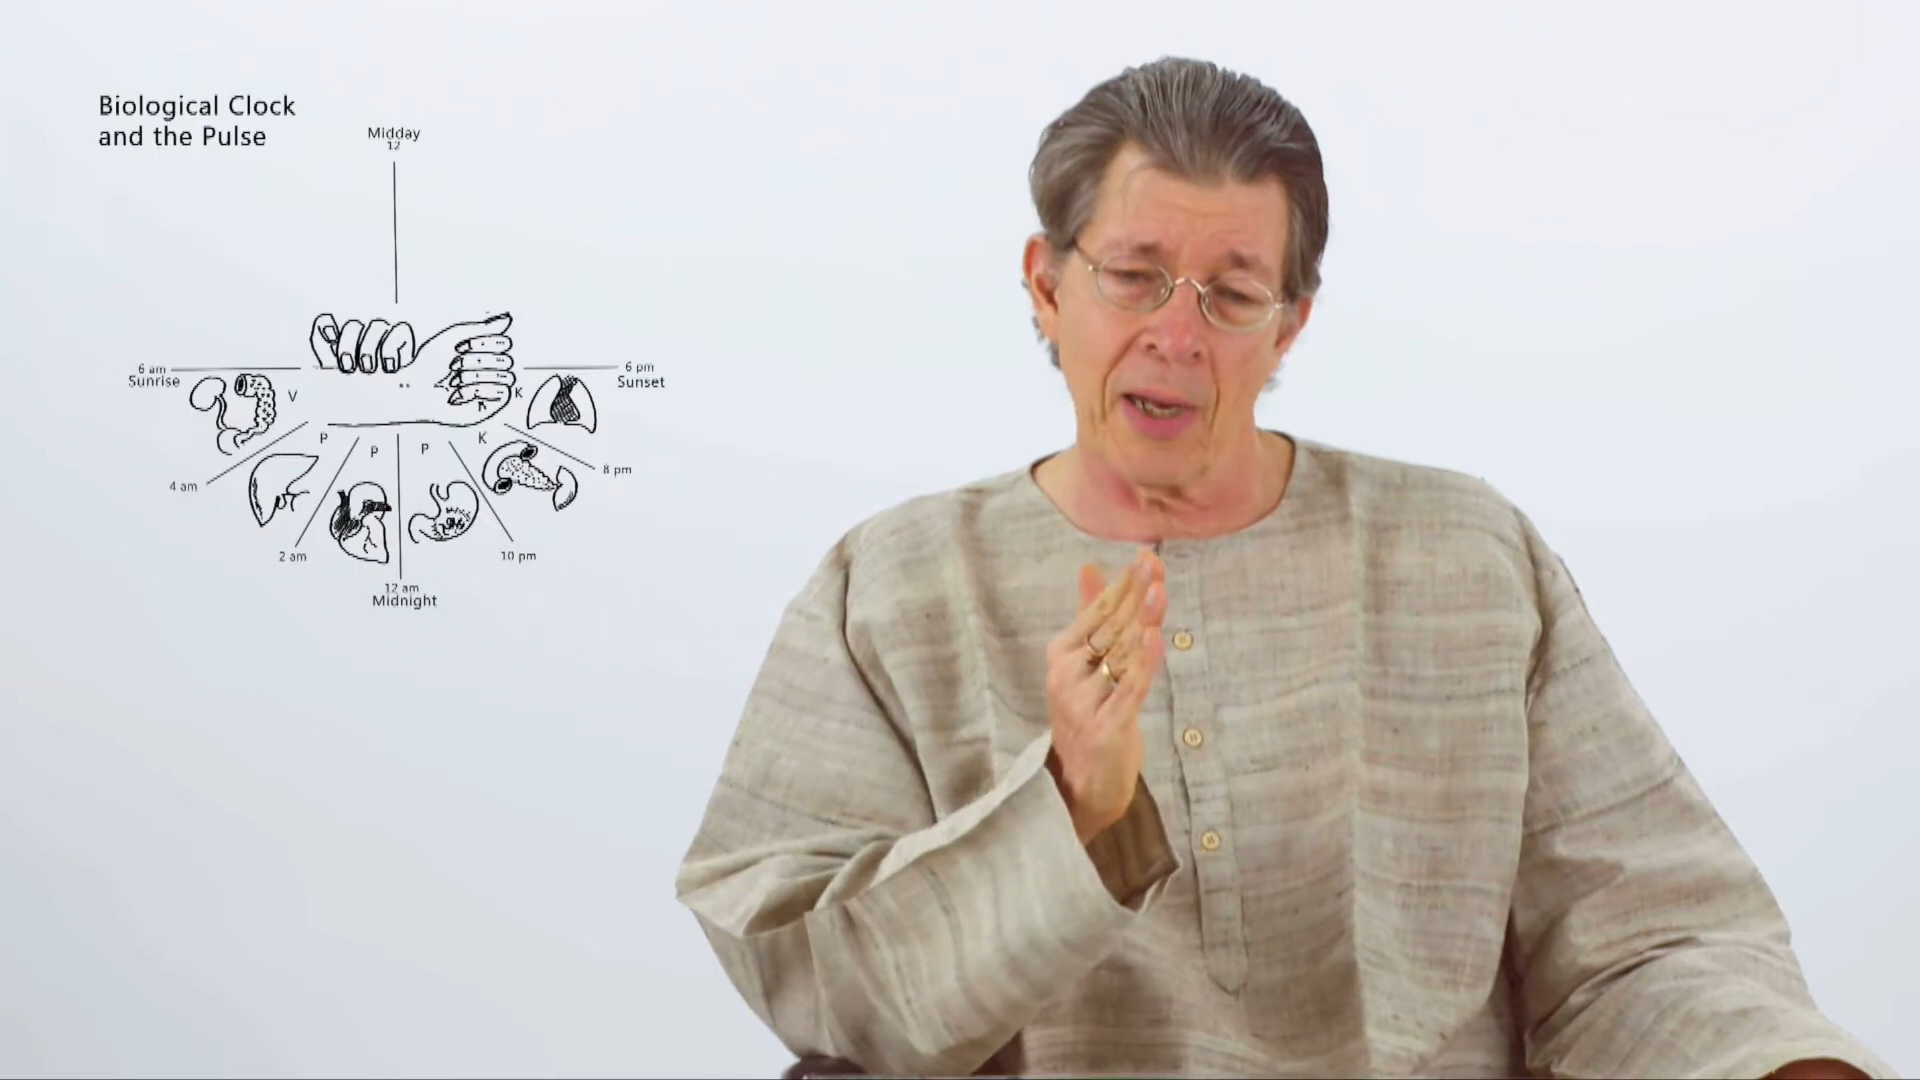 Biological Clock
and the Pulse
Midday
12
6 am
Sunrise
V
K
K
6 pm
Sunset
P
P
P
K
4 am
8 pm
2 am
10 pm
12 am
Midnight